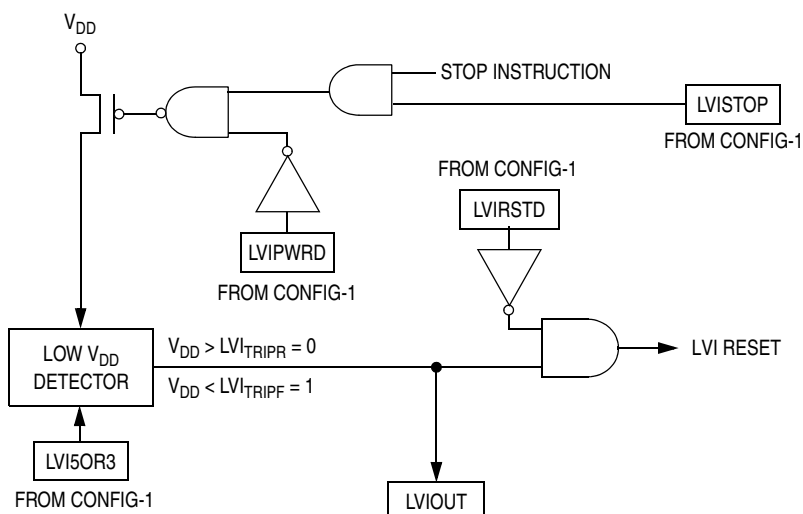 VDD
STOP INSTRUCTION
LVISTOP
FROM CONFIG-1
FROM CONFIG-1
LVIRSTD
LVIPWRD
FROM CONFIG-1
LOW VDD
DETECTOR
VDD > LVITRIPR = 0
VDD < LVITRIPF = 1
LVI RESET
LVI5OR3
FROM CONFIG-1
LVIOUT